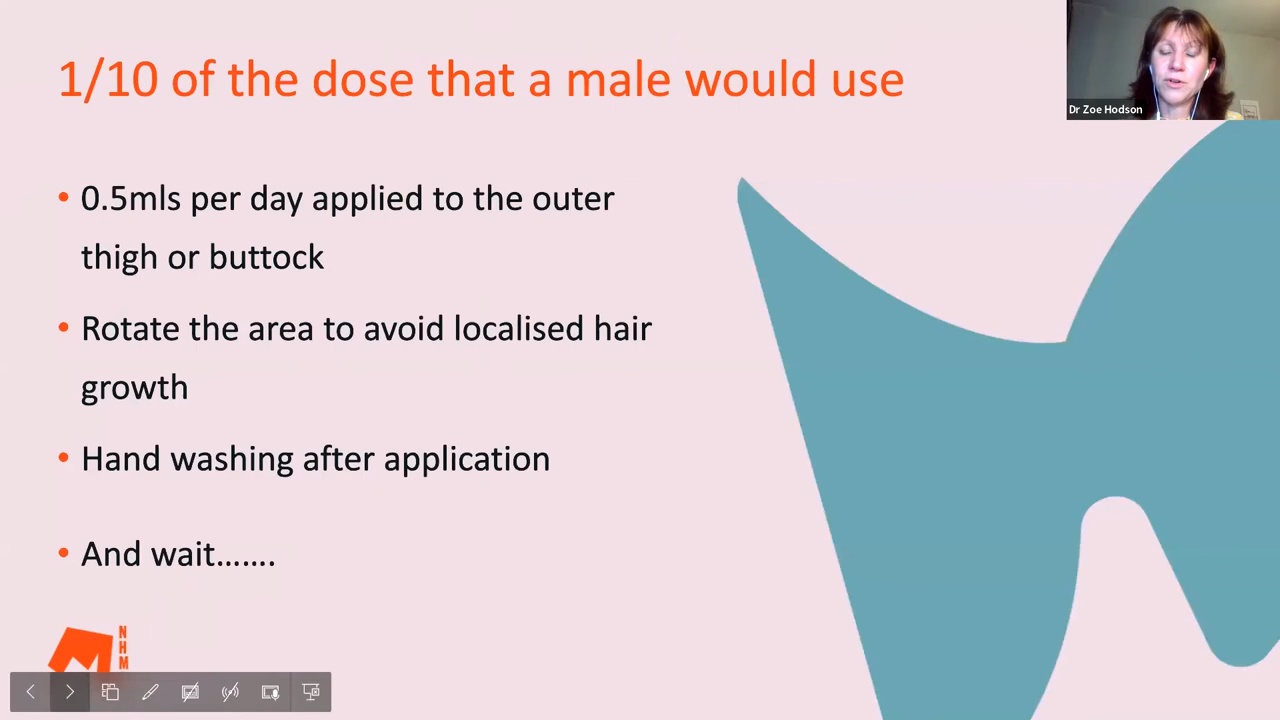 1/10 of the dose that a male would use
Dr Zoe Hodson
• 0.5mls per day applied to the outer
thigh or buttock
• Rotate the area to avoid localised hair
growth
• Hand washing after application
• And wait.......
NHM